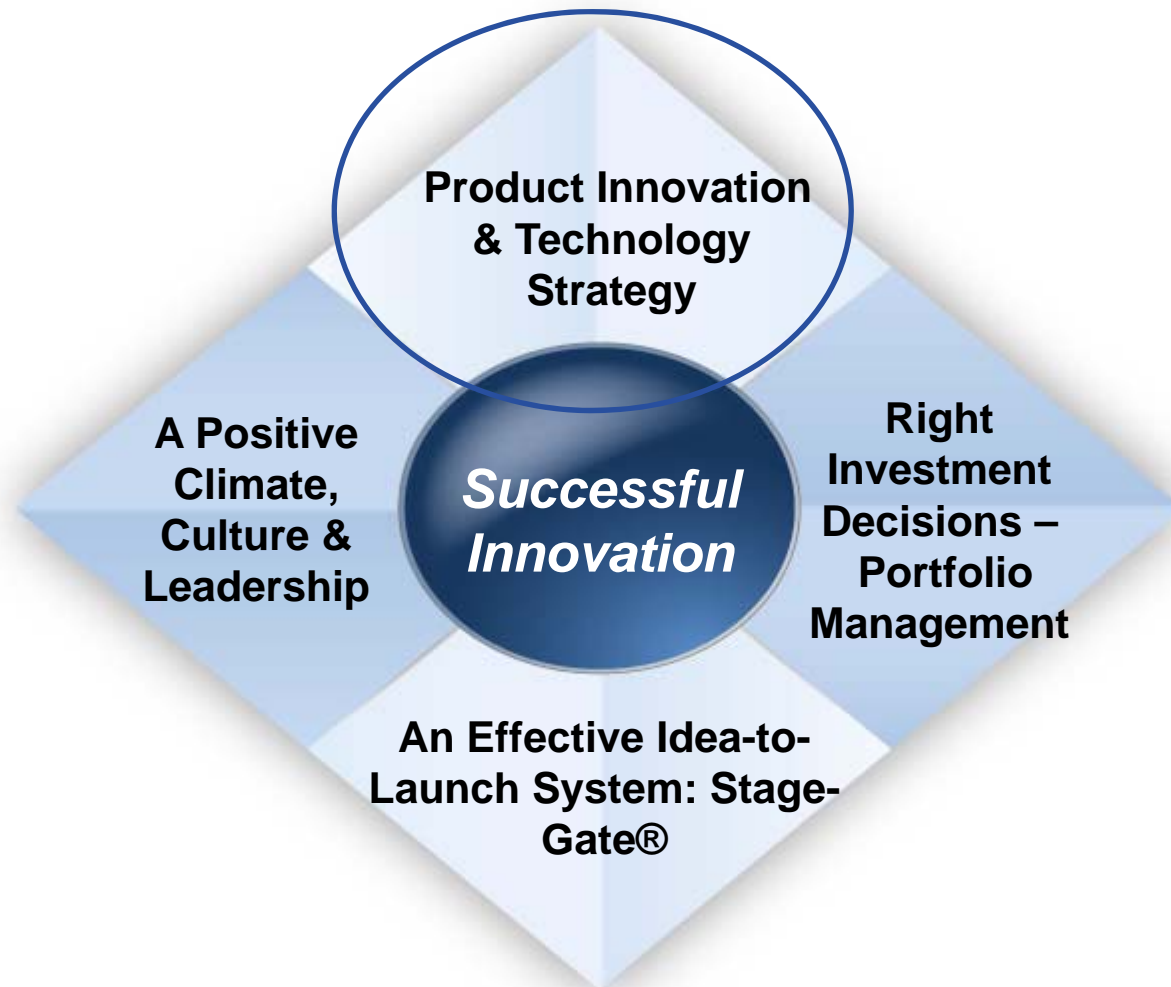 Product Innovation
& Technology
Strategy
A Positive
Climate,
Culture &
Leadership
Successful
Innovation
Right
Investment
Decisions –
Portfolio
Management
An Effective Idea-to-
Launch System: Stage-
Gate®